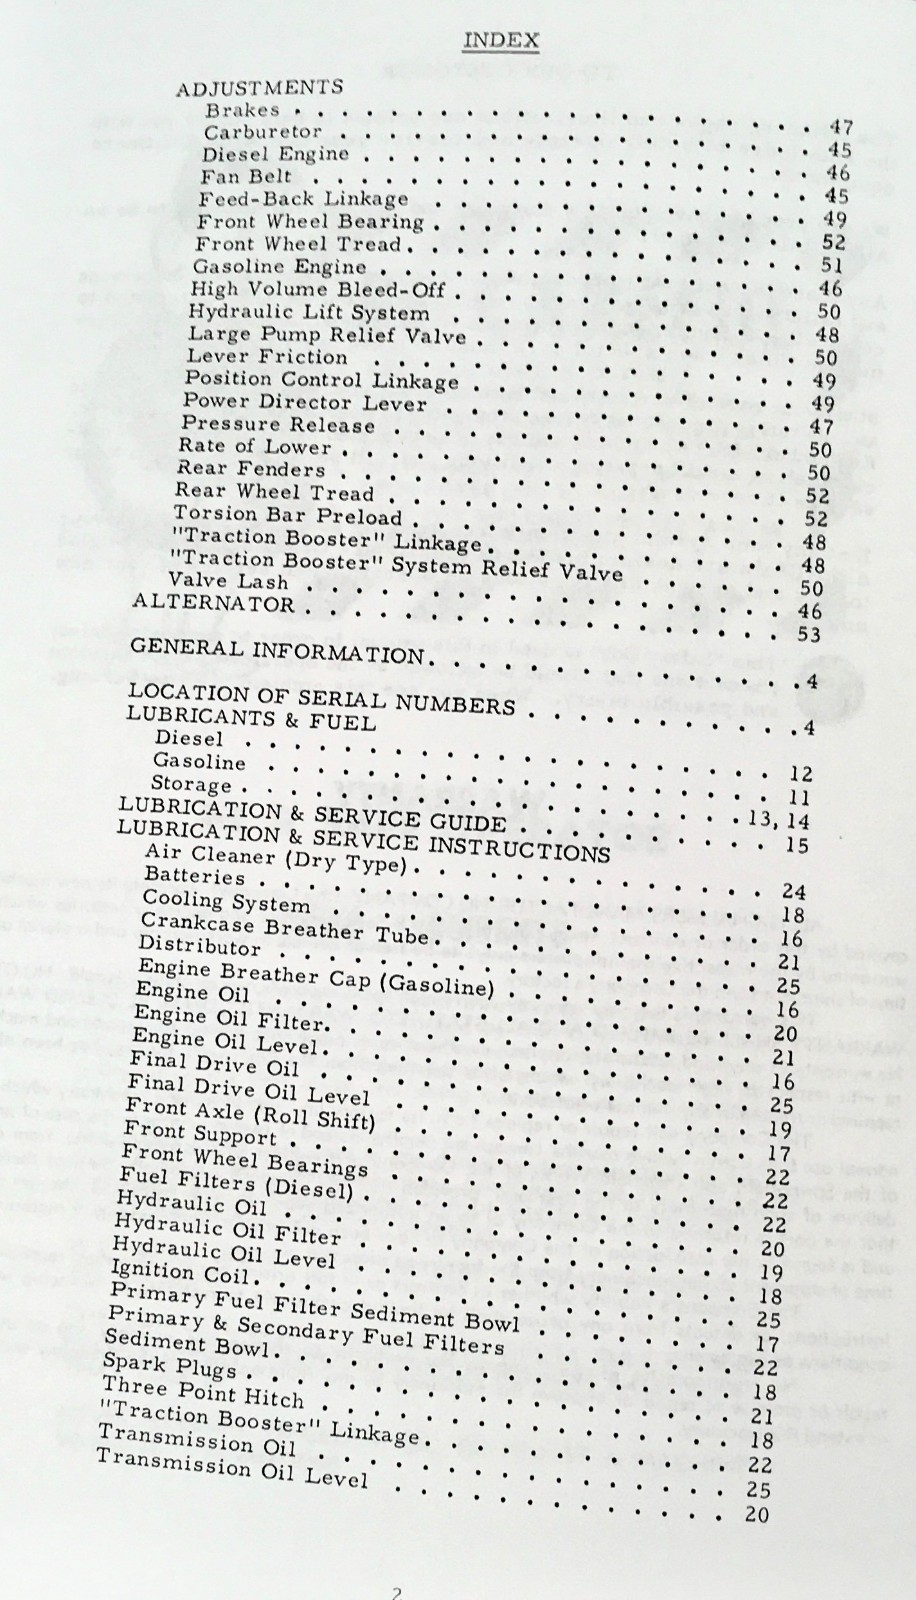 INDEX
ADJUSTMENTS
Brakes . . . . . . . . . . . . . . . . . . . . . 47
Carburetor . . . . . . . . . . . . . . . . . . . 45
Diesel Engine . . . . . . . . . . . . . . . . . . 46
Fan Belt . . . . . . . . . . . . . . . . . . . . 45
Feed-Back Linkage . . . . . . . . . . . . . . . . 49
Front Wheel Bearing . . . . . . . . . . . . . . . 52
Front Wheel Tread . . . . . . . . . . . . . . . . 51
Gasoline Engine . . . . . . . . . . . . . . . . . 46
High Volume Bleed-Off . . . . . . . . . . . . . . 50
Hydraulic Lift System . . . . . . . . . . . . . . 48
Large Pump Relief Valve . . . . . . . . . . . . . 50
Lever Friction . . . . . . . . . . . . . . . . . 49
Position Control Linkage . . . . . . . . . . . . . 49
Power Director Lever . . . . . . . . . . . . . . 47
Pressure Release . . . . . . . . . . . . . . . . 50
Rate of Lower . . . . . . . . . . . . . . . . . . 50
Rear Fenders . . . . . . . . . . . . . . . . . . 52
Rear Wheel Tread . . . . . . . . . . . . . . . . 52
Torsion Bar Preload . . . . . . . . . . . . . . . 48
"Traction Booster" Linkage . . . . . . . . . . . . 48
"Traction Booster" System Relief Valve . . . . . . 50
Valve Lash . . . . . . . . . . . . . . . . . . . 46
ALTERNATOR . . . . . . . . . . . . . . . . . . . 53
GENERAL INFORMATION . . . . . . . . . . . . . . . 4
LOCATION OF SERIAL NUMBERS . . . . . . . . . . . 4
LUBRICANTS & FUEL
Diesel . . . . . . . . . . . . . . . . . . . . . 12
Gasoline . . . . . . . . . . . . . . . . . . . . 11
Storage . . . . . . . . . . . . . . . . . . . 13, 14
LUBRICATION & SERVICE GUIDE . . . . . . . . . . . 15
LUBRICATION & SERVICE INSTRUCTIONS
Air Cleaner (Dry Type) . . . . . . . . . . . . . . 24
Batteries . . . . . . . . . . . . . . . . . . . . 18
Cooling System . . . . . . . . . . . . . . . . . 16
Crankcase Breather Tube . . . . . . . . . . . . . 21
Distributor . . . . . . . . . . . . . . . . . . . 25
Engine Breather Cap (Gasoline) . . . . . . . . . . 16
Engine Oil . . . . . . . . . . . . . . . . . . . 20
Engine Oil Filter . . . . . . . . . . . . . . . . 21
Engine Oil Level . . . . . . . . . . . . . . . . 16
Final Drive Oil . . . . . . . . . . . . . . . . . 25
Final Drive Oil Level . . . . . . . . . . . . . . 19
Front Axle (Roll Shift) . . . . . . . . . . . . . 17
Front Support . . . . . . . . . . . . . . . . . . 22
Front Wheel Bearings . . . . . . . . . . . . . . 22
Fuel Filters (Diesel) . . . . . . . . . . . . . . 22
Hydraulic Oil . . . . . . . . . . . . . . . . . . 20
Hydraulic Oil Filter . . . . . . . . . . . . . . 19
Hydraulic Oil Level . . . . . . . . . . . . . . . 18
Ignition Coil . . . . . . . . . . . . . . . . . . 25
Primary Fuel Filter Sediment Bowl . . . . . . . . 17
Primary & Secondary Fuel Filters . . . . . . . . . 22
Sediment Bowl . . . . . . . . . . . . . . . . . . 18
Spark Plugs . . . . . . . . . . . . . . . . . . . 21
Three Point Hitch . . . . . . . . . . . . . . . . 18
"Traction Booster" Linkage . . . . . . . . . . . . 22
Transmission Oil . . . . . . . . . . . . . . . . 25
Transmission Oil Level . . . . . . . . . . . . . . 20
2